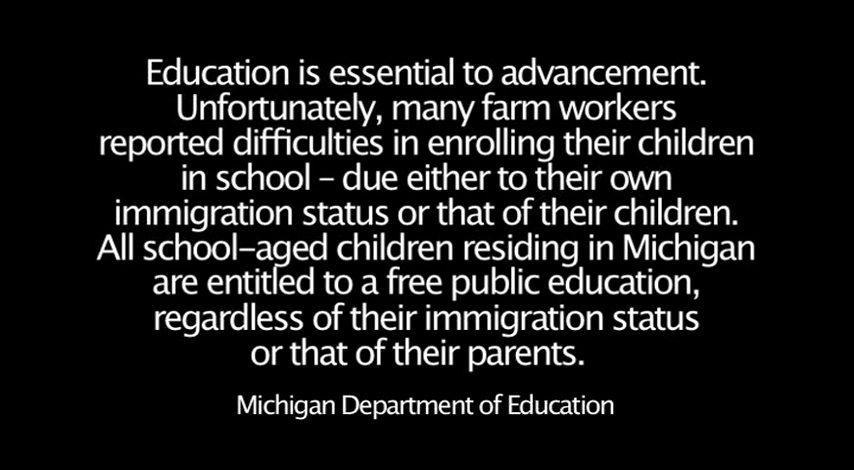 Education is essential to advancement.
Unfortunately, many farm workers
reported difficulties in enrolling their children
in school – due either to their own
immigration status or that of their children.
All school–aged children residing in Michigan
are entitled to a free public education,
regardless of their immigration status
or that of their parents.
Michigan Department of Education